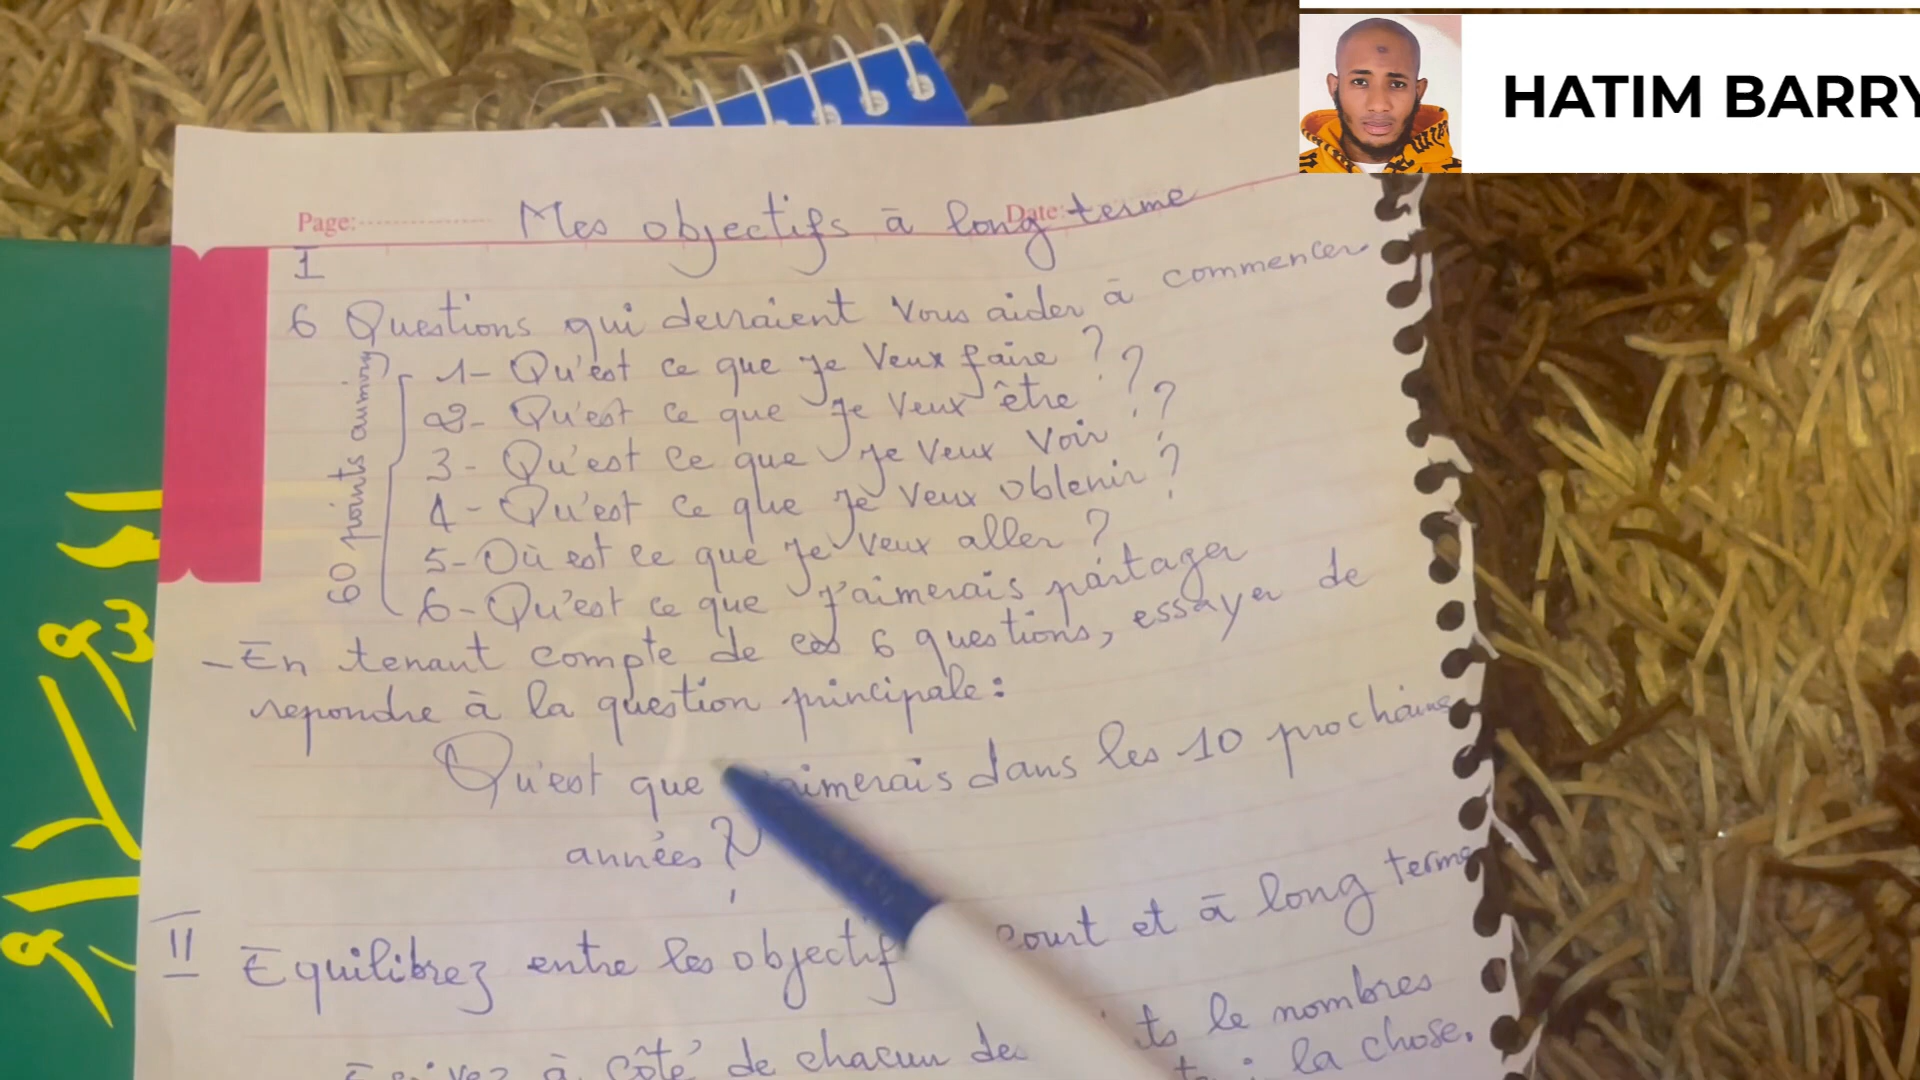 HATIM BARRY
Page: Date:
Mes objectifs à long terme
I
6 Questions qui devraient vous aider à commencer
1- Qu'est ce que je veux faire ?
2- Qu'est ce que je veux être ?
3- Qu'est ce que je veux voir ?
4- Qu'est ce que je veux obtenir ?
5- Où est ce que je veux aller ?
6- Qu'est ce que j'aimerais partager
60 points
- En tenant compte de ces 6 questions, essayer de
repondre à la question principale :
Qu'est que aimerais dans les 10 prochaines
années ?
II Equilibrez entre les objectif court et à long terme
à côté de chacun de le nombres
la chose.